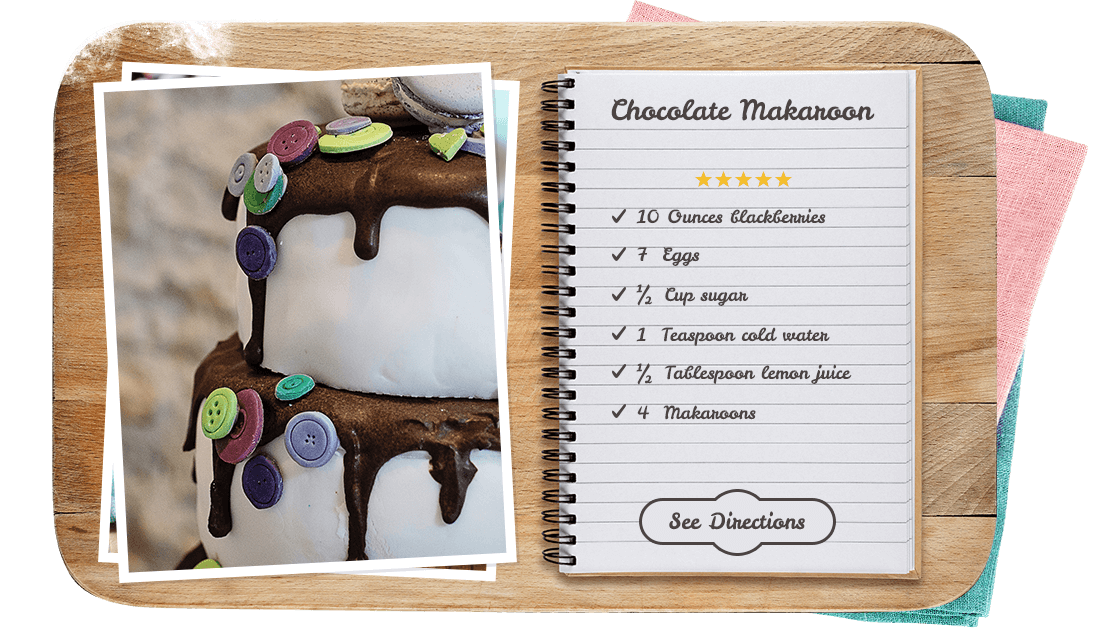 Chocolate Makaroon
✓ 10 Ounces blackberries
✓ 7 Eggs
✓ ½ Cup sugar
✓ 1 Teaspoon cold water
✓ ½ Tablespoon lemon juice
✓ 4 Makaroons
See Directions